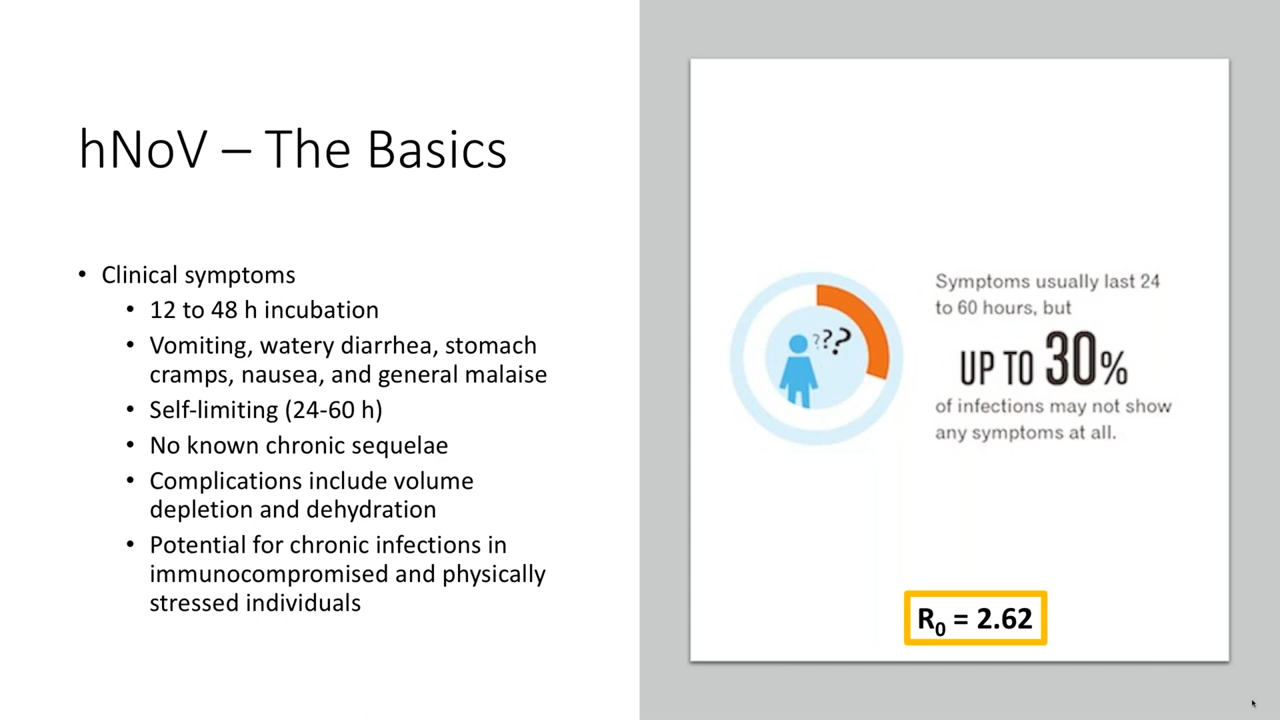 hNoV – The Basics
• Clinical symptoms
• 12 to 48 h incubation
• Vomiting, watery diarrhea, stomach
cramps, nausea, and general malaise
• Self-limiting (24-60 h)
• No known chronic sequelae
• Complications include volume
depletion and dehydration
• Potential for chronic infections in
immunocompromised and physically
stressed individuals
???
Symptoms usually last 24
to 60 hours, but
UP TO 30%
of infections may not show
any symptoms at all.
R₀ = 2.62